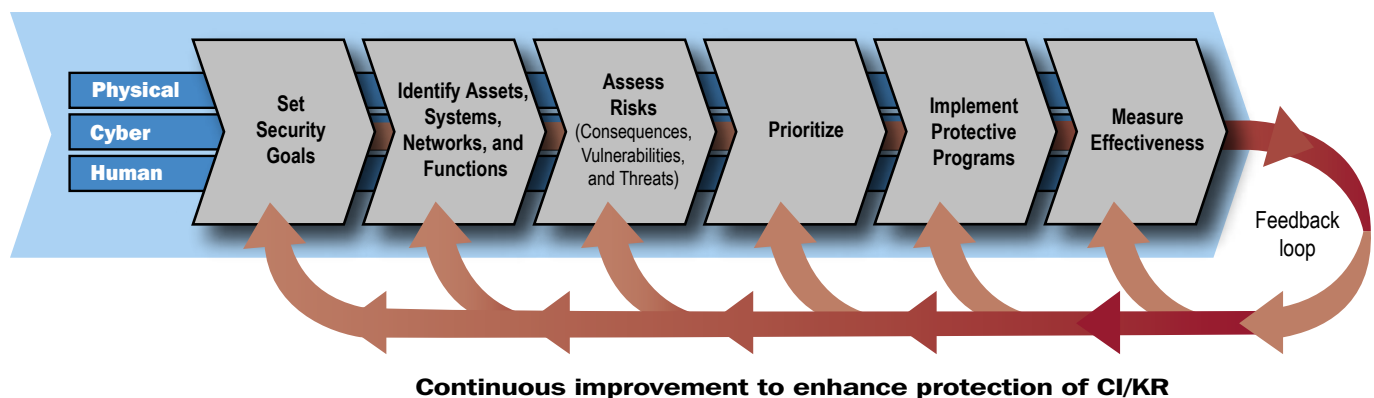 Physical
Cyber
Human
Set
Security
Goals
Identify Assets,
Systems,
Networks, and
Functions
Assess
Risks
(Consequences,
Vulnerabilities,
and Threats)
Prioritize
Implement
Protective
Programs
Measure
Effectiveness
Feedback
loop
Continuous improvement to enhance protection of CI/KR